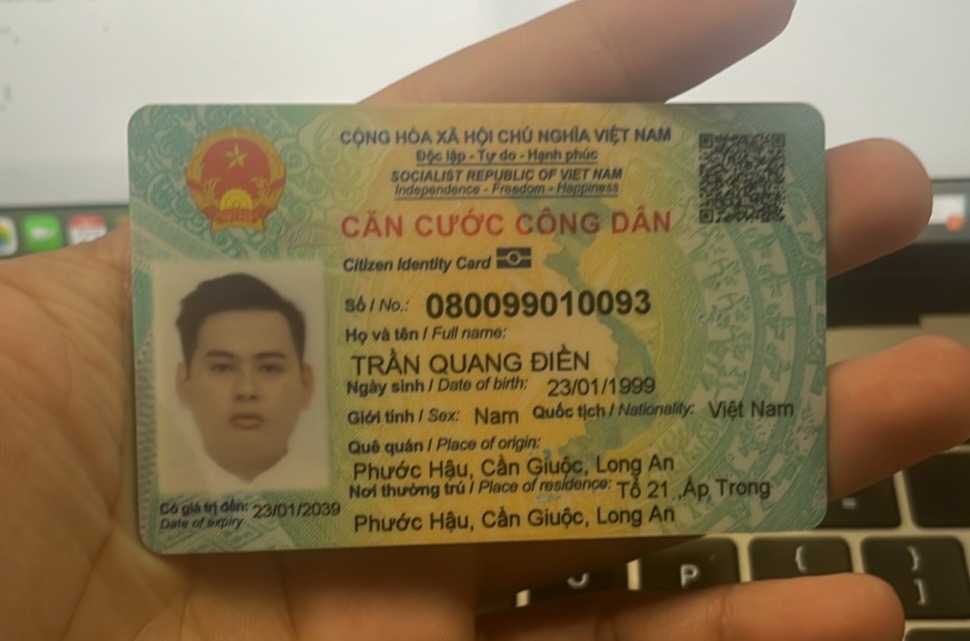 CỘNG HÒA XÃ HỘI CHỦ NGHĨA VIỆT NAM
Độc lập - Tự do - Hạnh phúc
SOCIALIST REPUBLIC OF VIET NAM
Independence - Freedom - Happiness
CĂN CƯỚC CÔNG DÂN
Citizen Identity Card
Số / No.: 080099010093
Họ và tên / Full name:
TRẦN QUANG ĐIỀN
Ngày sinh / Date of birth: 23/01/1999
Giới tính / Sex: Nam Quốc tịch / Nationality: Việt Nam
Quê quán / Place of origin:
Phước Hậu, Cần Giuộc, Long An
Nơi thường trú / Place of residence: Tổ 21 ,Ấp Trong
Phước Hậu, Cần Giuộc, Long An
Có giá trị đến: 23/01/2039
Date of expiry
P
{
[
}
]